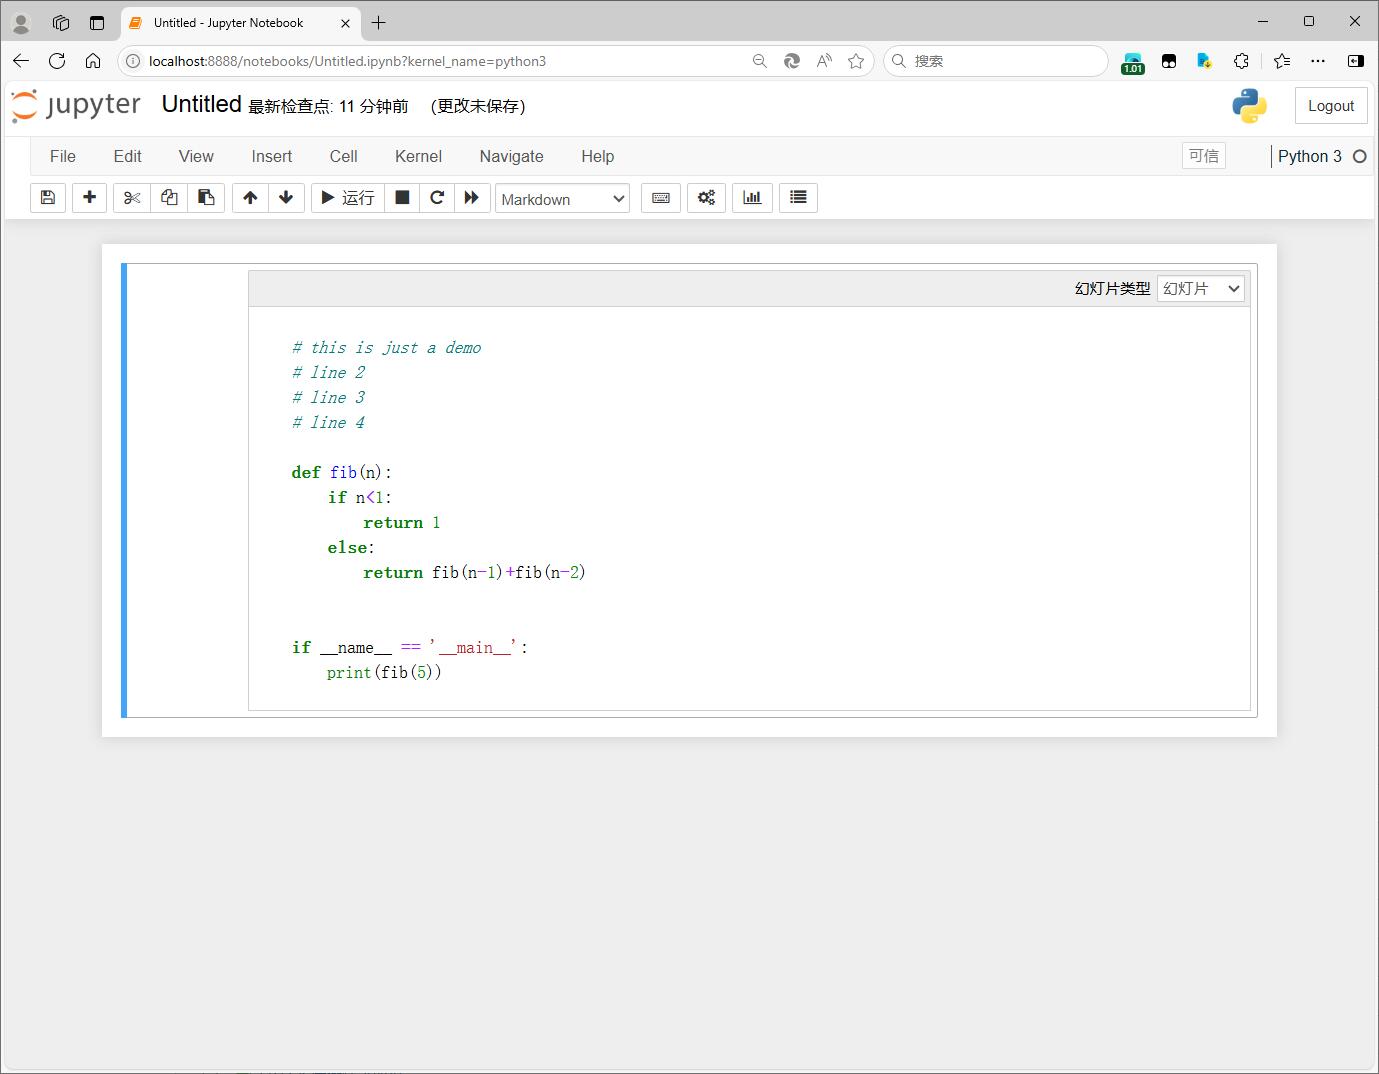 Untitled - Jupyter Notebook
localhost:8888/notebooks/Untitled.ipynb?kernel_name=python3
搜索
1.01
jupyter
Untitled 最新检查点: 11 分钟前 (更改未保存)
Logout
File Edit View Insert Cell Kernel Navigate Help
可信
Python 3
运行
Markdown
幻灯片类型 幻灯片
# this is just a demo
# line 2
# line 3
# line 4
def fib(n):
    if n<1:
        return 1
    else:
        return fib(n-1)+fib(n-2)
if __name__ == '__main__':
    print(fib(5))